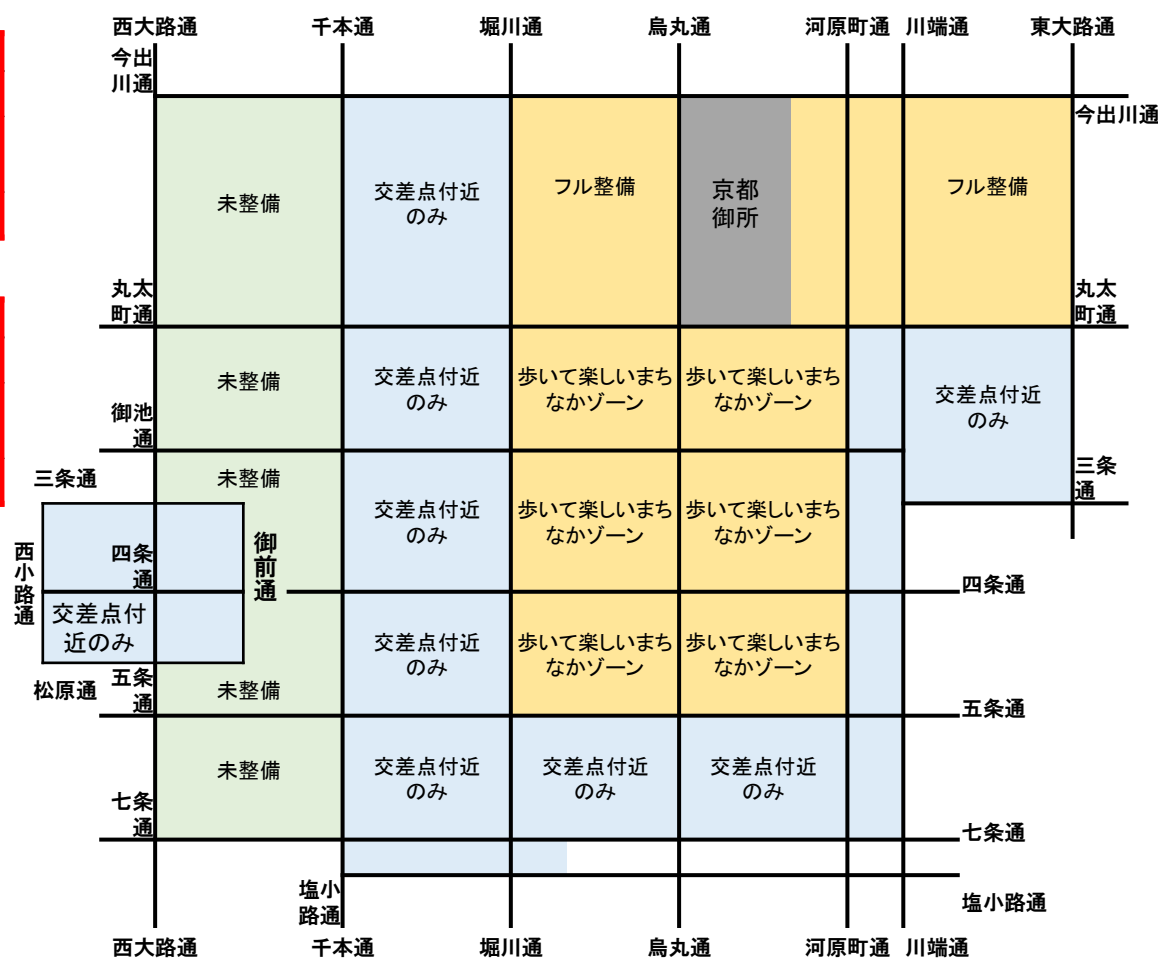 西大路通
千本通
堀川通
烏丸通
河原町通
川端通
東大路通
今出
川通
今出川通
未整備
交差点付近
のみ
フル整備
京都
御所
フル整備
丸太
町通
丸太
町通
未整備
交差点付近
のみ
歩いて楽しいまち
なかゾーン
歩いて楽しいまち
なかゾーン
交差点付近
のみ
御池
通
三条通
未整備
三条
通
交差点付近
のみ
歩いて楽しいまち
なかゾーン
歩いて楽しいまち
なかゾーン
西小路通
四条
通
御前通
四条通
交差点付
近のみ
交差点付近
のみ
歩いて楽しいまち
なかゾーン
歩いて楽しいまち
なかゾーン
松原通
五条
通
未整備
五条通
未整備
交差点付近
のみ
交差点付近
のみ
交差点付近
のみ
七条
通
七条通
塩小
路通
塩小路通
西大路通
千本通
堀川通
烏丸通
河原町通
川端通